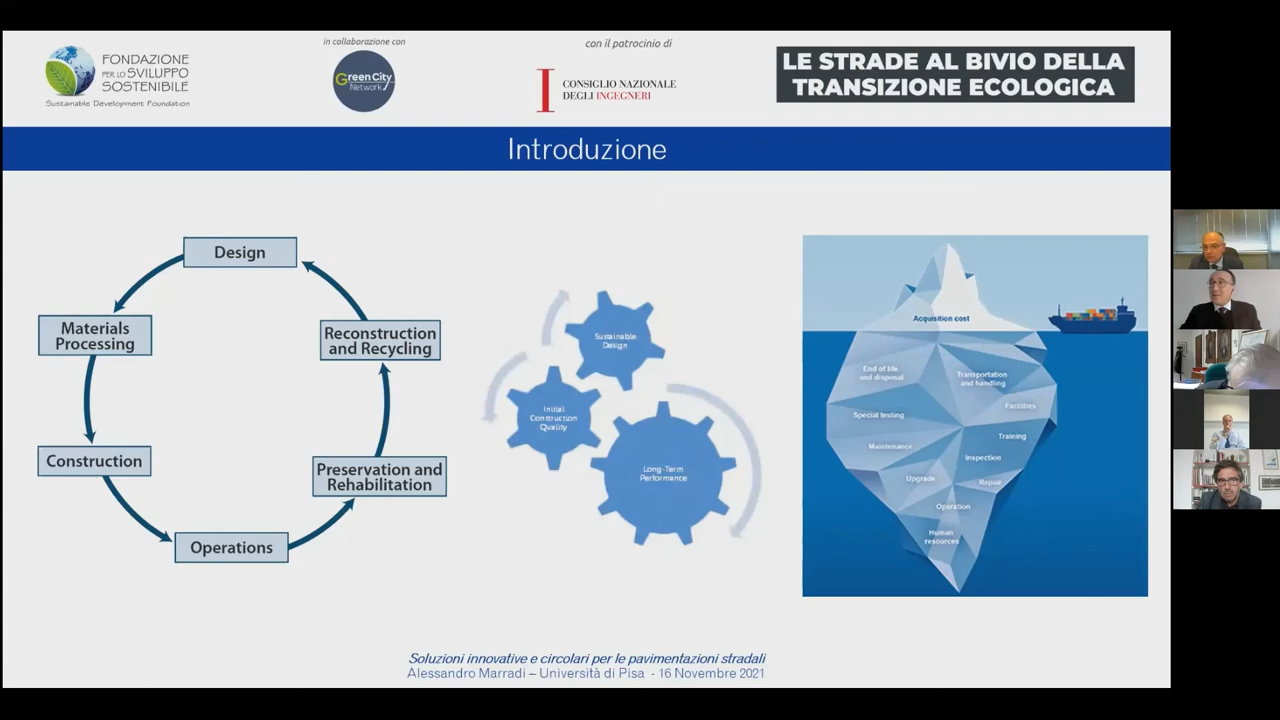 FONDAZIONE
PER LO SVILUPPO
SOSTENIBILE
Sustainable Development Foundation
in collaborazione con
GreenCity
Network
con il patrocinio di
CONSIGLIO NAZIONALE
DEGLI INGEGNERI
LE STRADE AL BIVIO DELLA
TRANSIZIONE ECOLOGICA
Introduzione
Design
Materials
Processing
Construction
Operations
Preservation and
Rehabilitation
Reconstruction
and Recycling
Sustainable
Design
Initial
Construction
Quality
Long-Term
Performance
Acquisition cost
End of life
and disposal
Transportation
and handling
Special testing
Facilities
Maintenance
Training
Inspection
Upgrade
Repair
Operation
Human
resources
Soluzioni innovative e circolari per le pavimentazioni stradali
Alessandro Marradi – Università di Pisa - 16 Novembre 2021